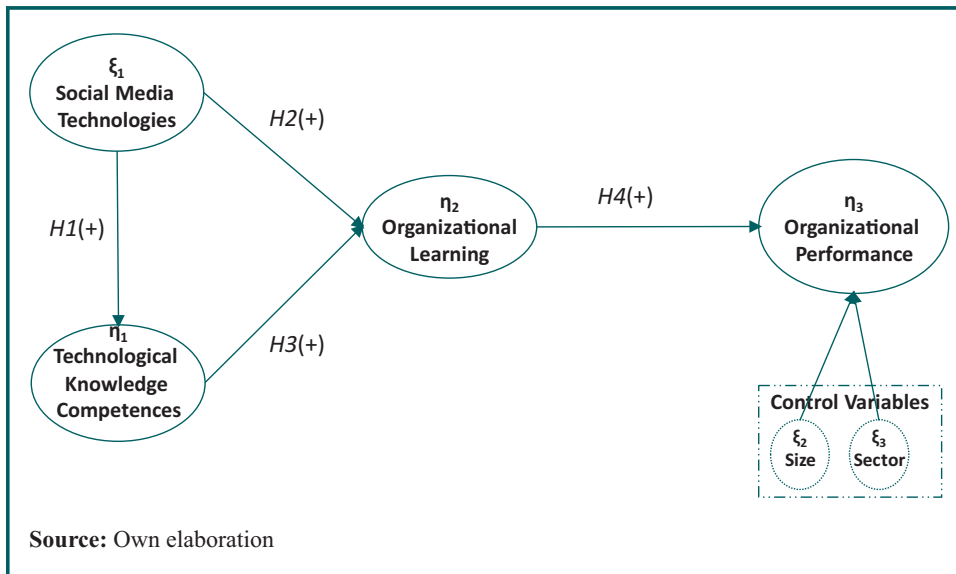 ξ₁
Social Media
Technologies
H2(+)
H1(+)
η₂
Organizational
Learning
H4(+)
η₃
Organizational
Performance
η₁
Technological
Knowledge
Competences
H3(+)
Control Variables
ξ₂
Size
ξ₃
Sector
Source: Own elaboration